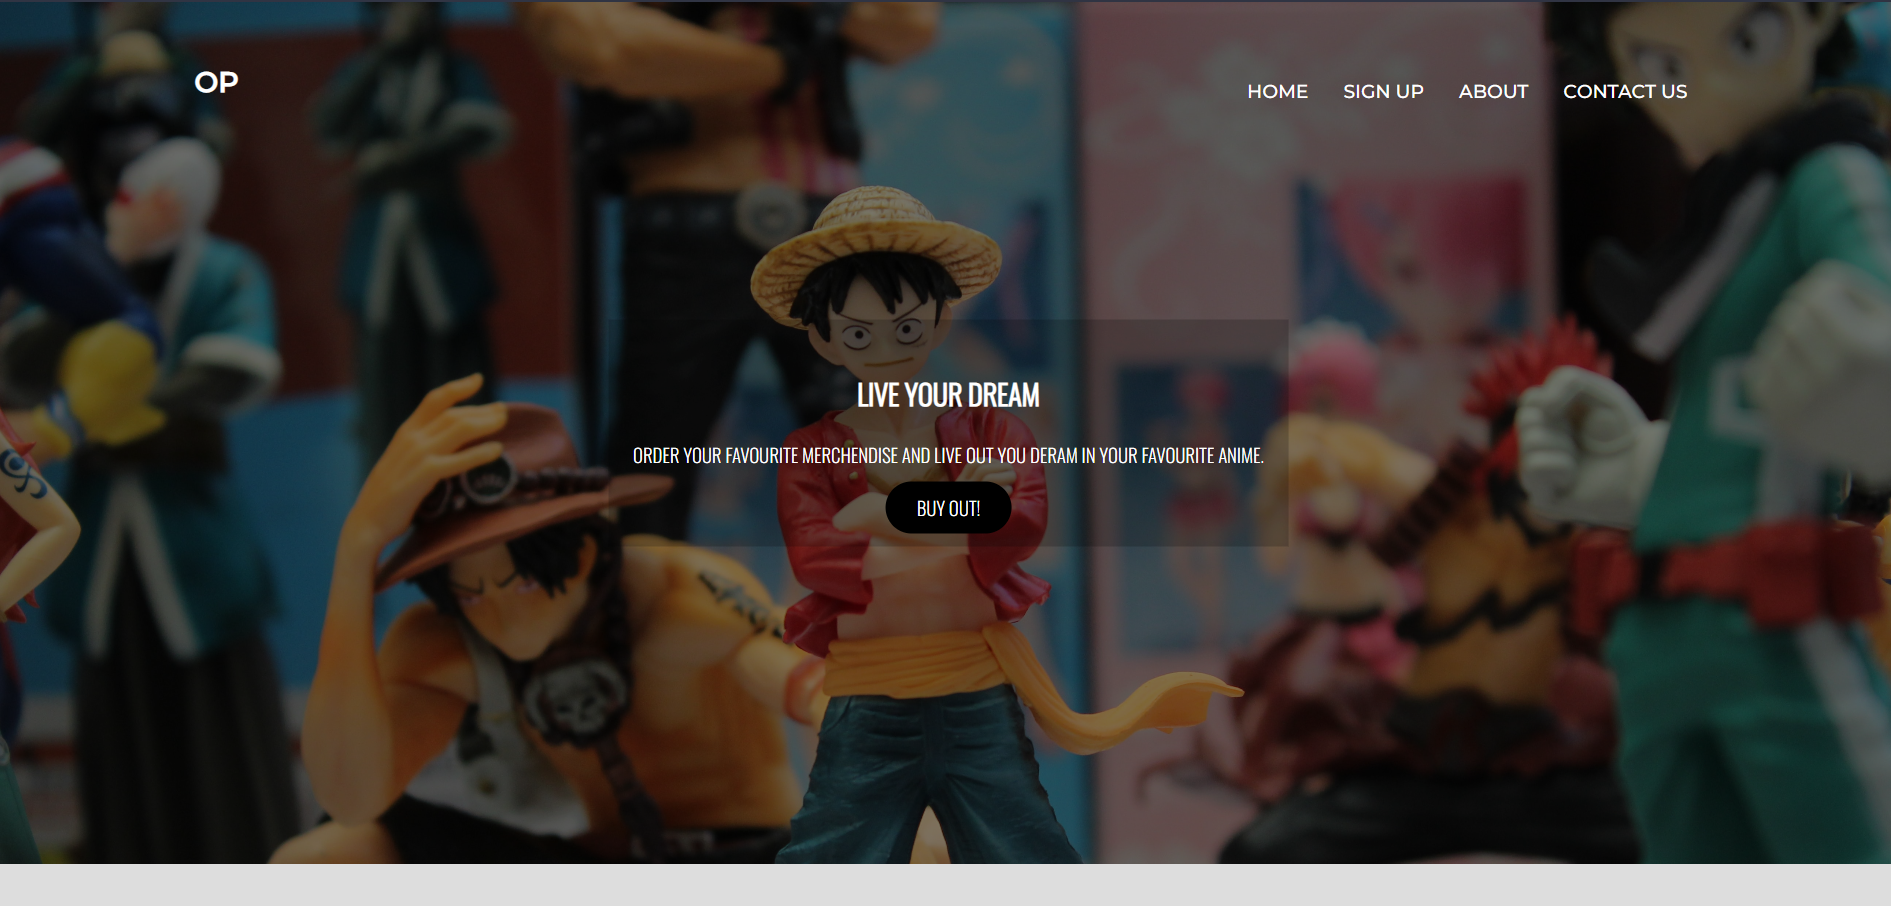 OP
HOME SIGN UP ABOUT CONTACT US
LIVE YOUR DREAM
ORDER YOUR FAVOURITE MERCHENDISE AND LIVE OUT YOU DERAM IN YOUR FAVOURITE ANIME.
BUY OUT!